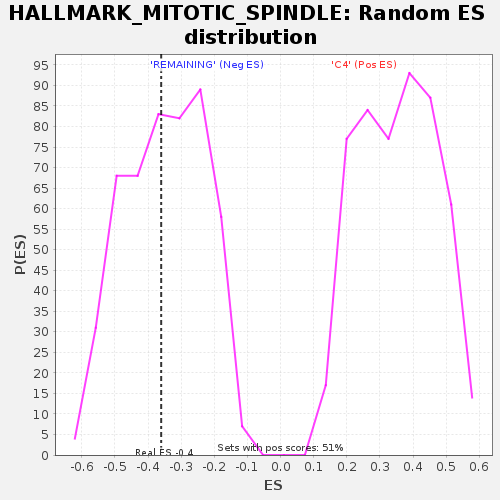 HALLMARK_MITOTIC_SPINDLE: Random ES
distribution
'REMAINING' (Neg ES)
'C4' (Pos ES)
95
90
85
80
75
70
65
60
55
50
45
40
35
30
25
20
15
10
5
0
P(ES)
Sets with pos scores: 51%
Real ES -0.4
-0.6 -0.5 -0.4 -0.3 -0.2 -0.1 0.0 0.1 0.2 0.3 0.4 0.5 0.6
ES